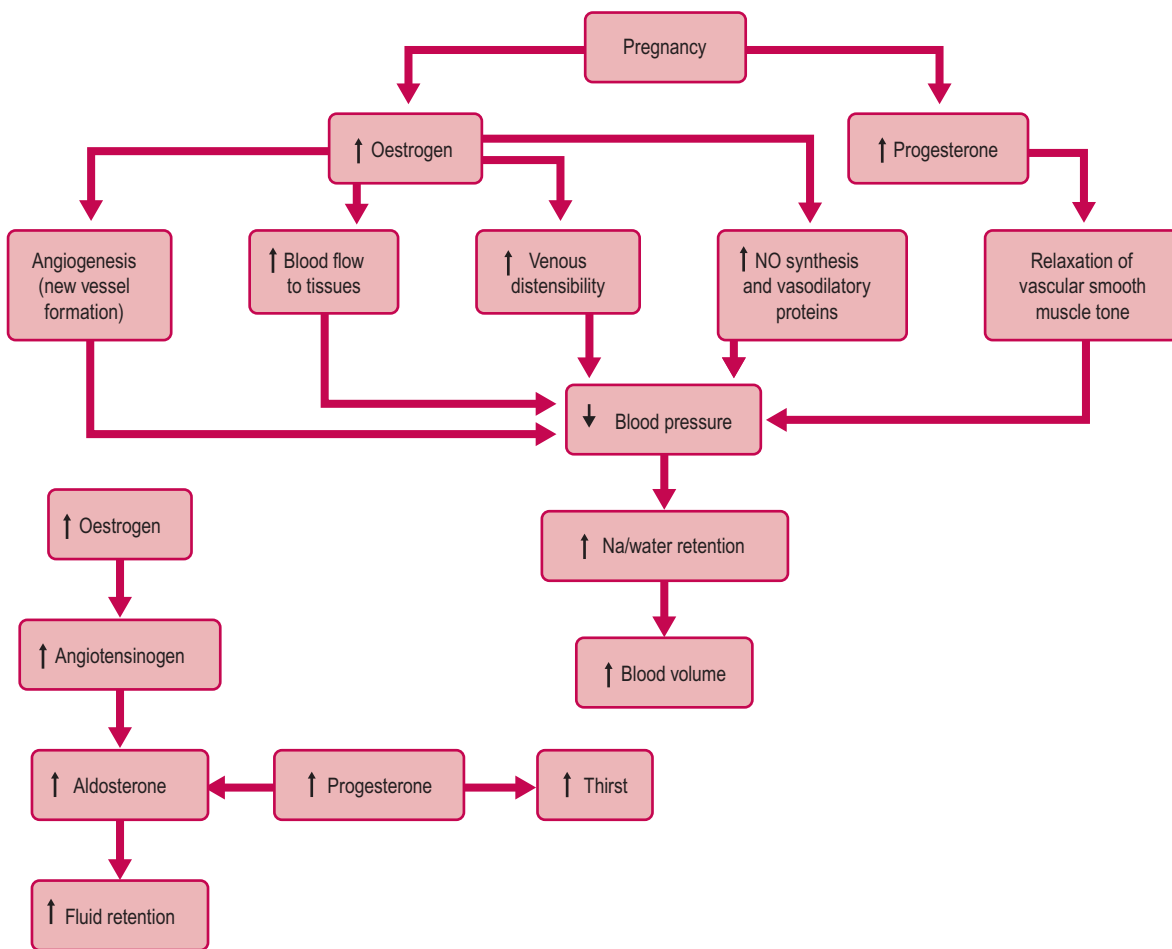 Pregnancy
↑ Oestrogen
↑ Progesterone
Angiogenesis
(new vessel
formation)
↑ Blood flow
to tissues
↑ Venous
distensibility
↑ NO synthesis
and vasodilatory
proteins
Relaxation of
vascular smooth
muscle tone
↓ Blood pressure
↑ Oestrogen
↑ Na/water retention
↑ Angiotensinogen
↑ Blood volume
↑ Aldosterone
↑ Progesterone
↑ Thirst
↑ Fluid retention